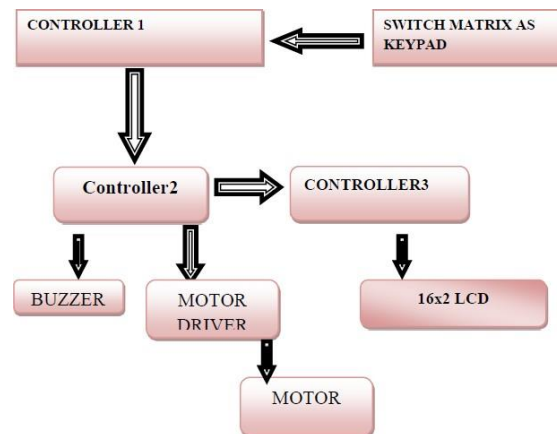 CONTROLLER 1
SWITCH MATRIX AS
KEYPAD
Controller2
CONTROLLER3
BUZZER
MOTOR
DRIVER
16x2 LCD
MOTOR